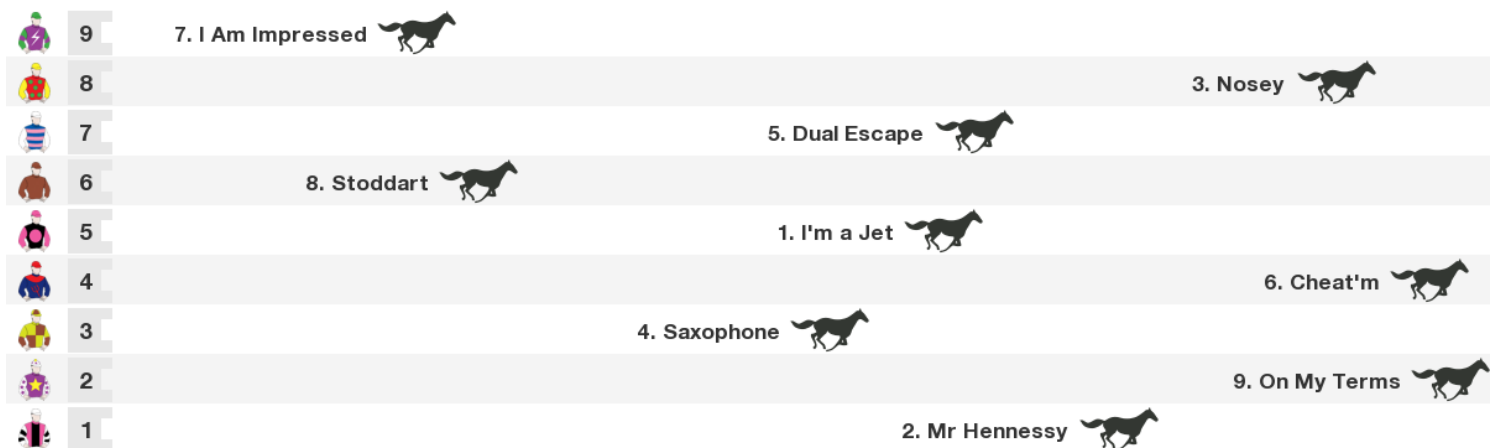 9 7. I Am Impressed
8 3. Nosey
7 5. Dual Escape
6 8. Stoddart
5 1. I'm a Jet
4 6. Cheat'm
3 4. Saxophone
2 9. On My Terms
1 2. Mr Hennessy